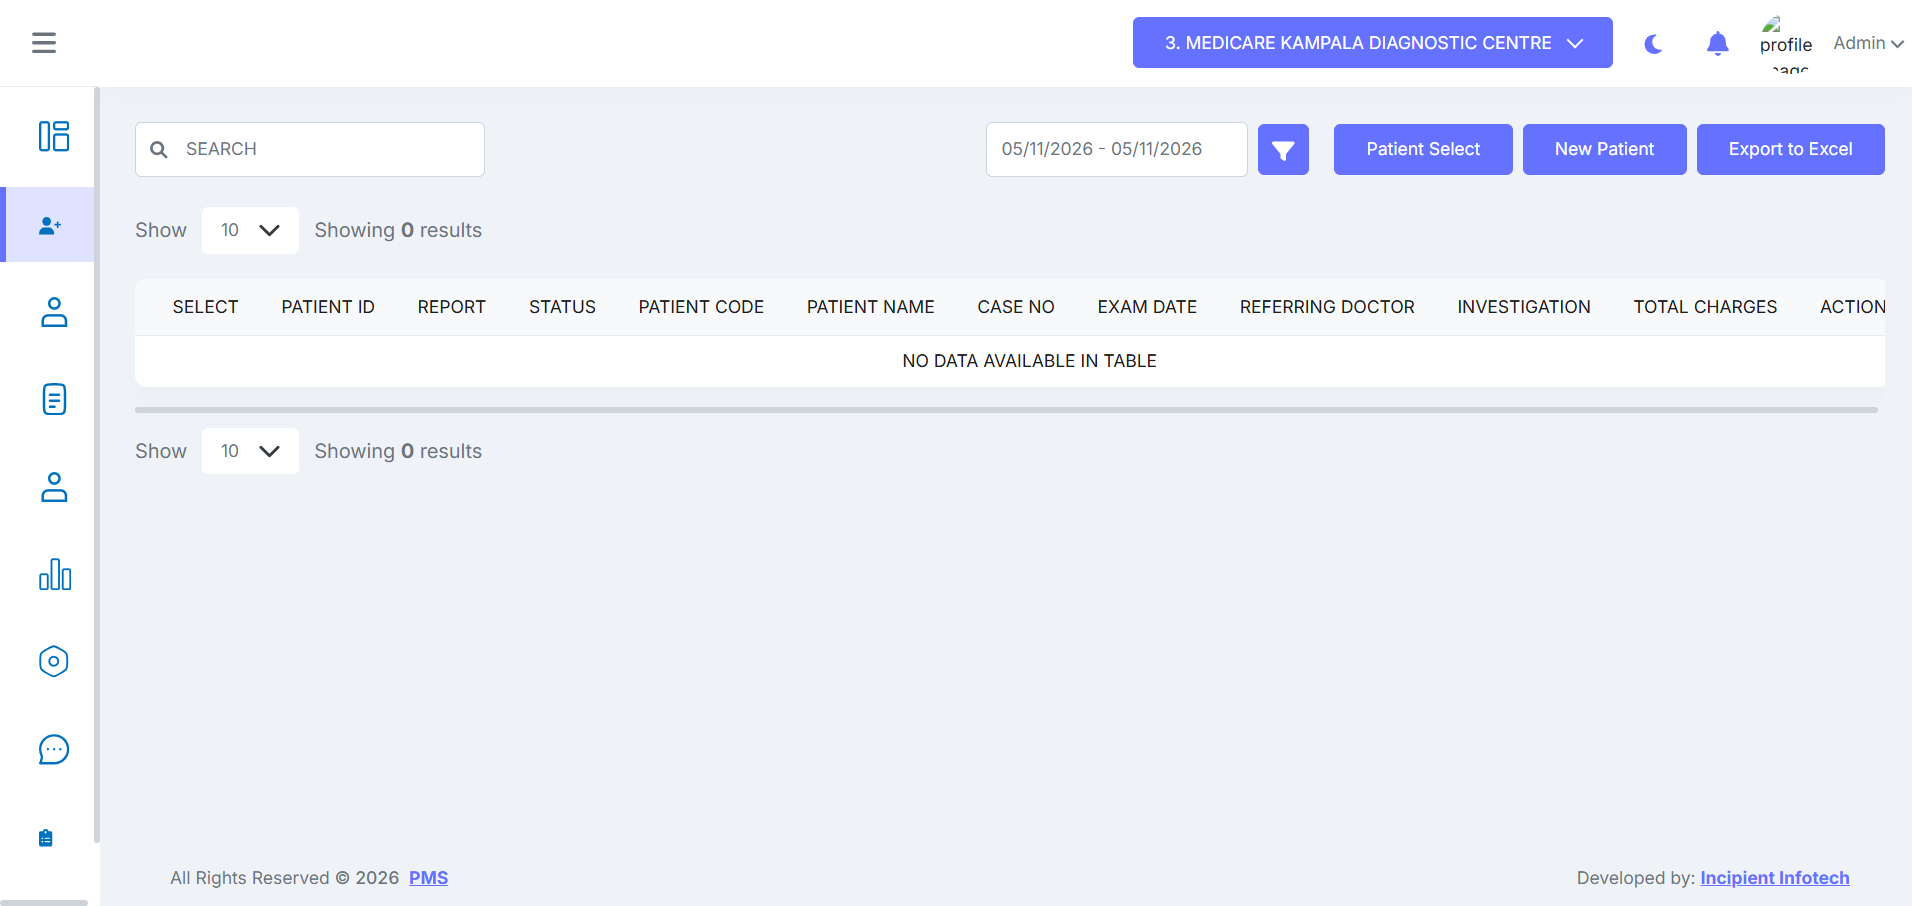 3. MEDICARE KAMPALA DIAGNOSTIC CENTRE
profile
Admin
SEARCH
05/11/2026 - 05/11/2026
Patient Select
New Patient
Export to Excel
Show 10 Showing 0 results
SELECT PATIENT ID REPORT STATUS PATIENT CODE PATIENT NAME CASE NO EXAM DATE REFERRING DOCTOR INVESTIGATION TOTAL CHARGES ACTION
NO DATA AVAILABLE IN TABLE
Show 10 Showing 0 results
All Rights Reserved © 2026 PMS
Developed by: Incipient Infotech